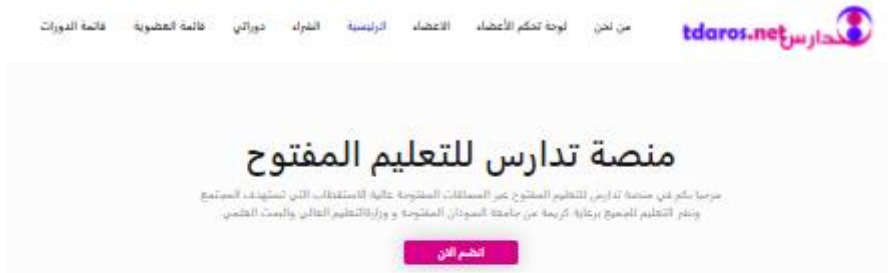 tdaros.net تدارس
من نحن لوحة تحكم الأعضاء الاعضاء الرئيسية الشراء دوراتي قائمة العضوية قائمة الدورات
منصة تدارس للتعليم المفتوح
مرحبا بكم في منصة تدارس للتعليم المفتوح عبر المساقات المفتوحة عالية الاستقطاب التي تستهدف المجتمع
ونشر التعليم للجميع برعاية كريمة من جامعة السودان المفتوحة و وزارةالتعليم العالي والبحث العلمي
انضم الان